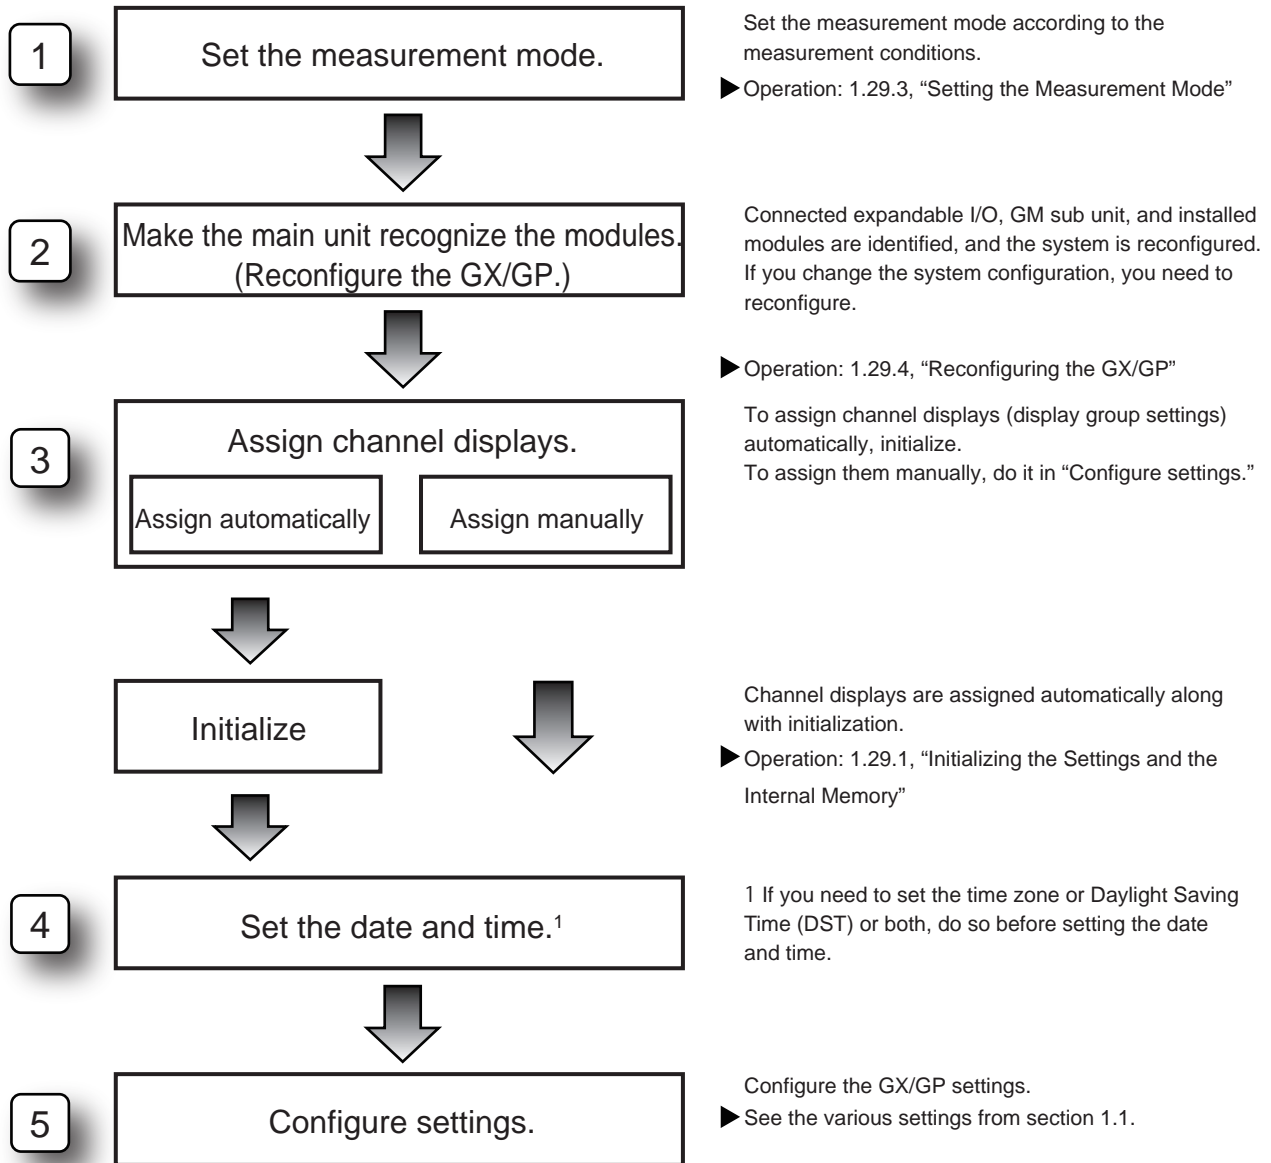 1
Set the measurement mode.
Set the measurement mode according to the
measurement conditions.
▶Operation: 1.29.3, “Setting the Measurement Mode”
2
Make the main unit recognize the modules.
(Reconfigure the GX/GP.)
Connected expandable I/O, GM sub unit, and installed
modules are identified, and the system is reconfigured.
If you change the system configuration, you need to
reconfigure.
▶Operation: 1.29.4, “Reconfiguring the GX/GP”
3
Assign channel displays.
Assign automatically
Assign manually
To assign channel displays (display group settings)
automatically, initialize.
To assign them manually, do it in “Configure settings.”
Initialize
Channel displays are assigned automatically along
with initialization.
▶Operation: 1.29.1, “Initializing the Settings and the
Internal Memory”
4
Set the date and time.¹
1 If you need to set the time zone or Daylight Saving
Time (DST) or both, do so before setting the date
and time.
5
Configure settings.
Configure the GX/GP settings.
▶See the various settings from section 1.1.